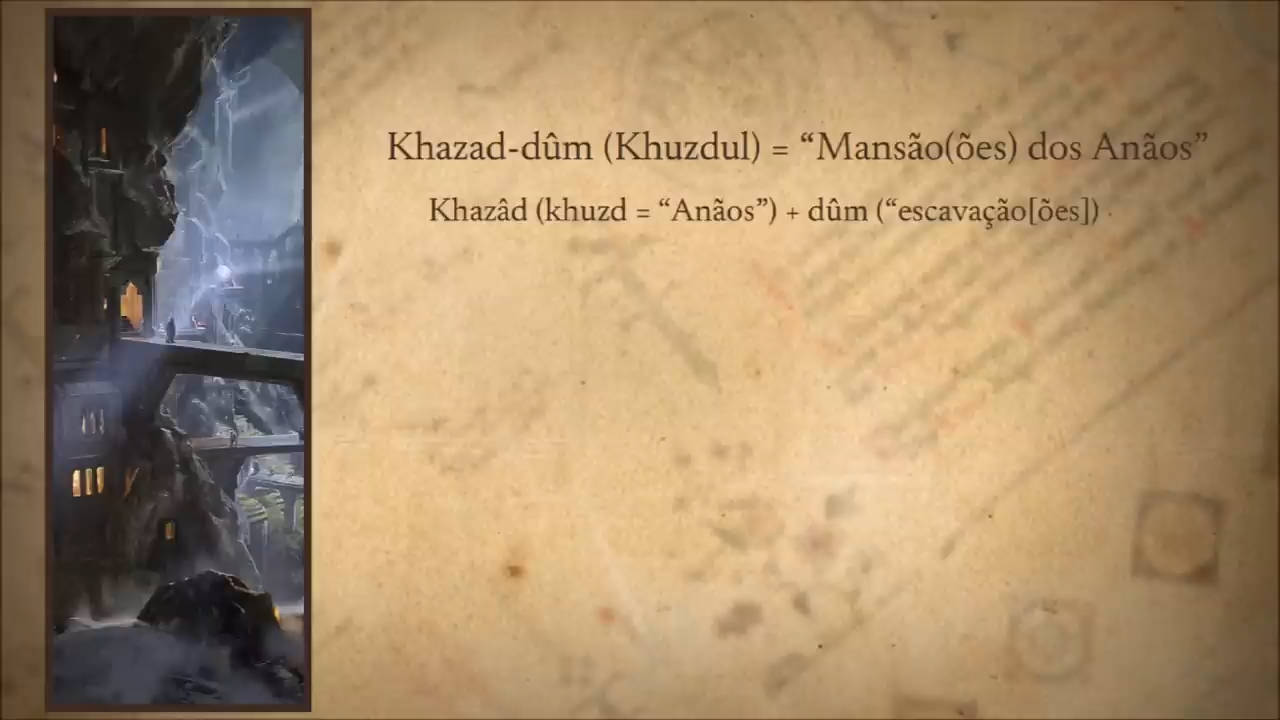 Khazad-dûm (Khuzdul) = “Mansão(ões) dos Anãos”
Khazâd (khuzd = “Anãos”) + dûm (“escavação[ões])